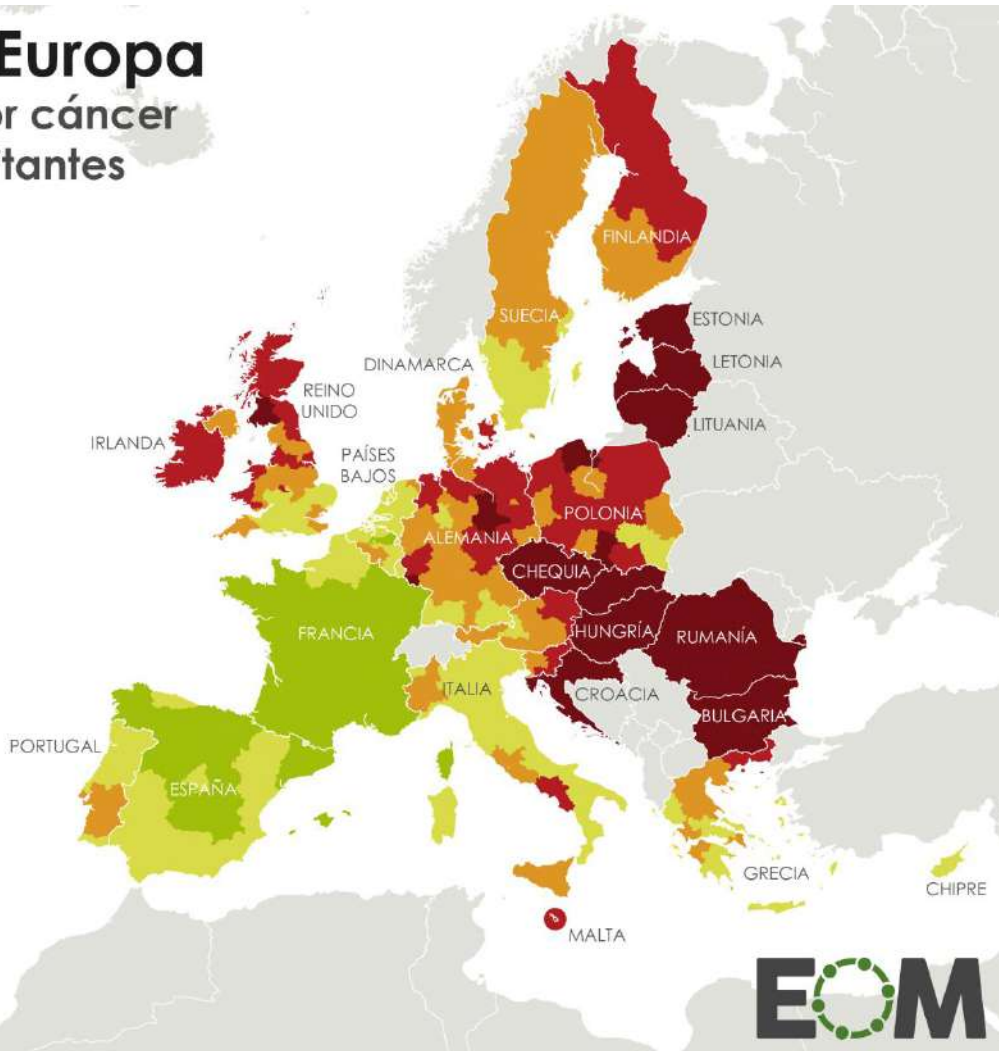 Europa
r cáncer
tantes
FINLANDIA
SUECIA
ESTONIA
LETONIA
DINAMARCA
REINO
UNIDO
LITUANIA
IRLANDA
PAÍSES
BAJOS
POLONIA
ALEMANIA
CHEQUIA
FRANCIA
HUNGRÍA
RUMANÍA
ITALIA
CROACIA
BULGARIA
PORTUGAL
ESPAÑA
GRECIA
CHIPRE
MALTA
EOM